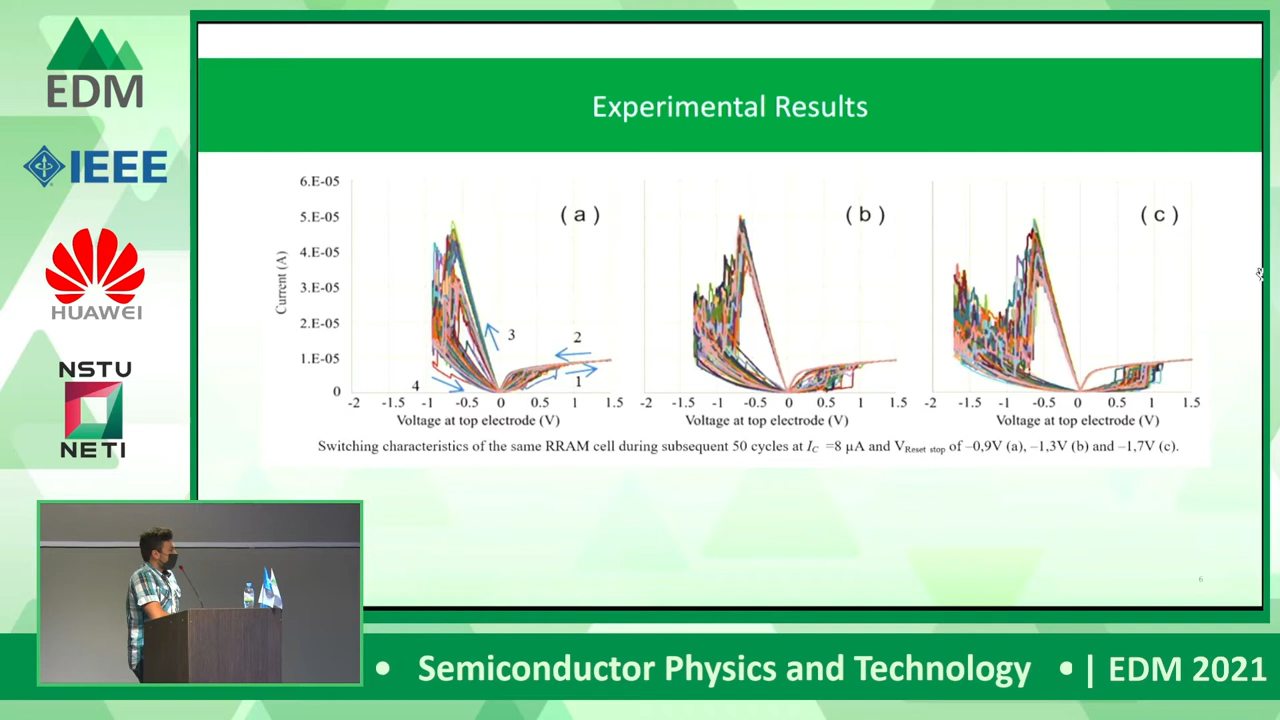 EDM
IEEE
HUAWEI
NSTU
NETI
Experimental Results
6.E-05
5.E-05
4.E-05
3.E-05
2.E-05
1.E-05
0
Current (A)
( a )
( b )
( c )
3
2
1
4
-2 -1.5 -1 -0.5 0 0.5 1 1.5
-2 -1.5 -1 -0.5 0 0.5 1 1.5
-2 -1.5 -1 -0.5 0 0.5 1 1.5
Voltage at top electrode (V)
Voltage at top electrode (V)
Voltage at top electrode (V)
Switching characteristics of the same RRAM cell during subsequent 50 cycles at IC =8 µA and VReset stop of –0,9V (a), –1,3V (b) and –1,7V (c).
6
• Semiconductor Physics and Technology • | EDM 2021